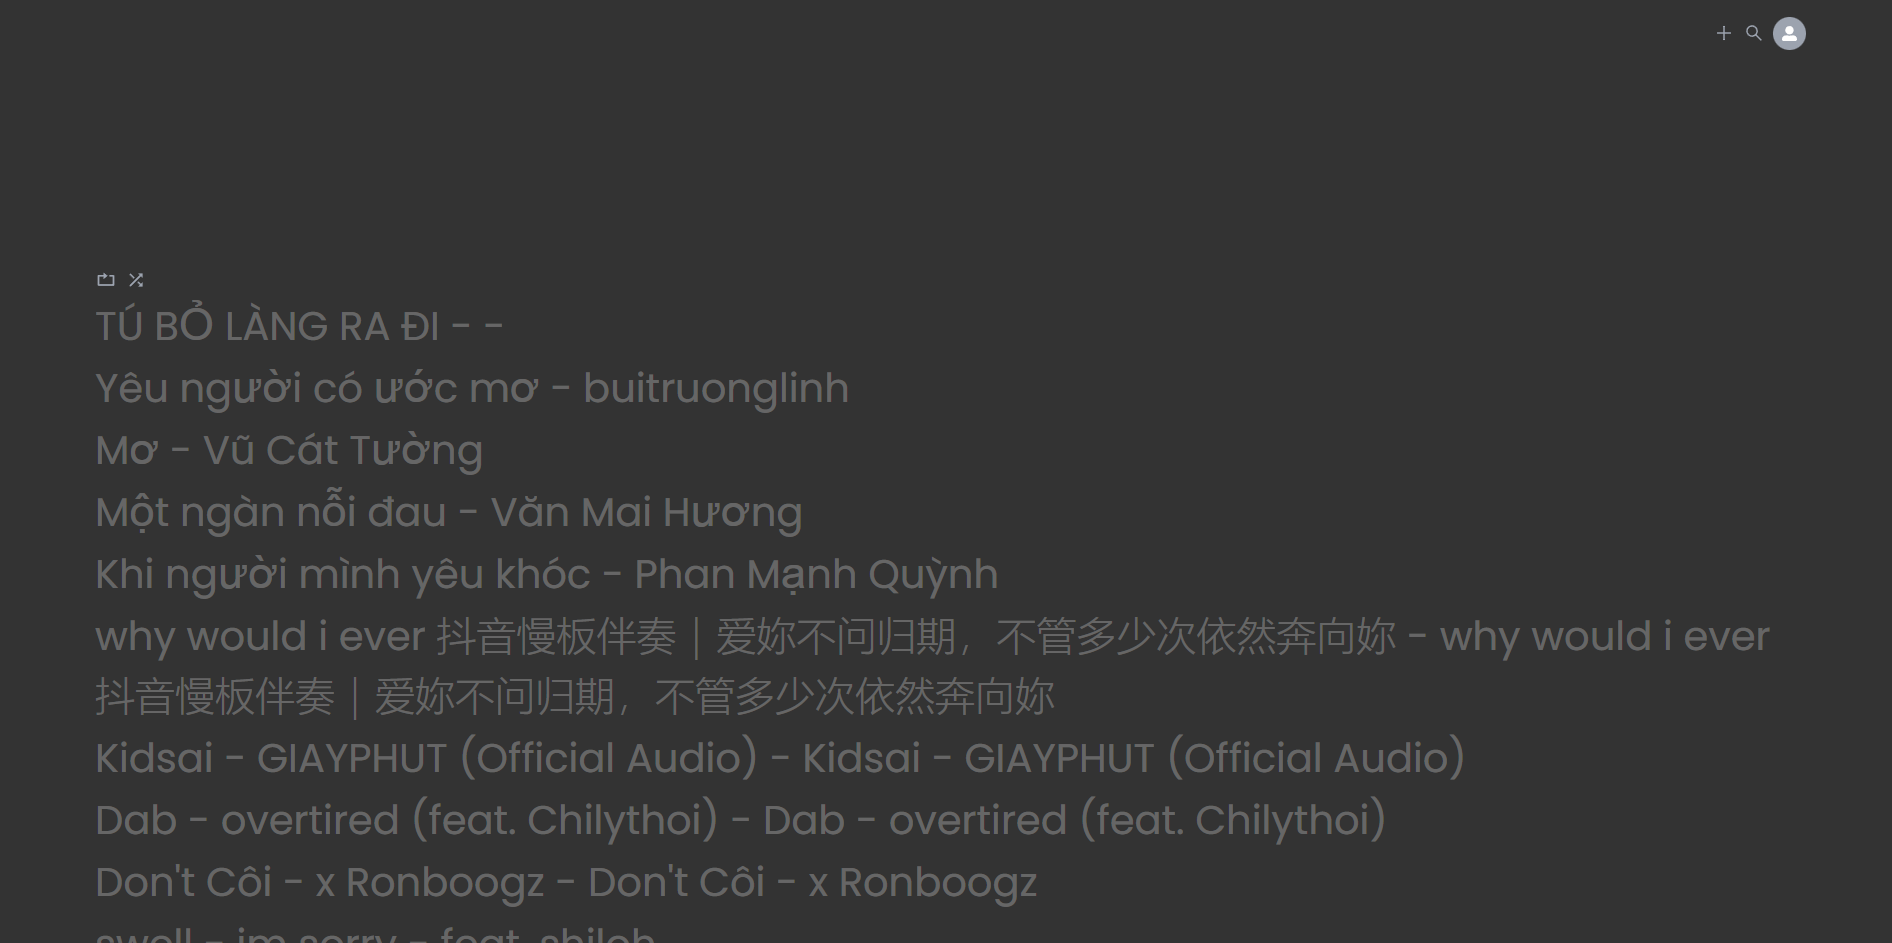 TÚ BỎ LÀNG RA ĐI - -
Yêu người có ước mơ - buitruonglinh
Mơ - Vũ Cát Tường
Một ngàn nỗi đau - Văn Mai Hương
Khi người mình yêu khóc - Phan Mạnh Quỳnh
why would i ever 抖音慢板伴奏｜爱妳不问归期，不管多少次依然奔向妳 - why would i ever
抖音慢板伴奏｜爱妳不问归期，不管多少次依然奔向妳
Kidsai - GIAYPHUT (Official Audio) - Kidsai - GIAYPHUT (Official Audio)
Dab - overtired (feat. Chilythoi) - Dab - overtired (feat. Chilythoi)
Don't Côi - x Ronboogz - Don't Côi - x Ronboogz
swell - im sorry - feat. shiloh